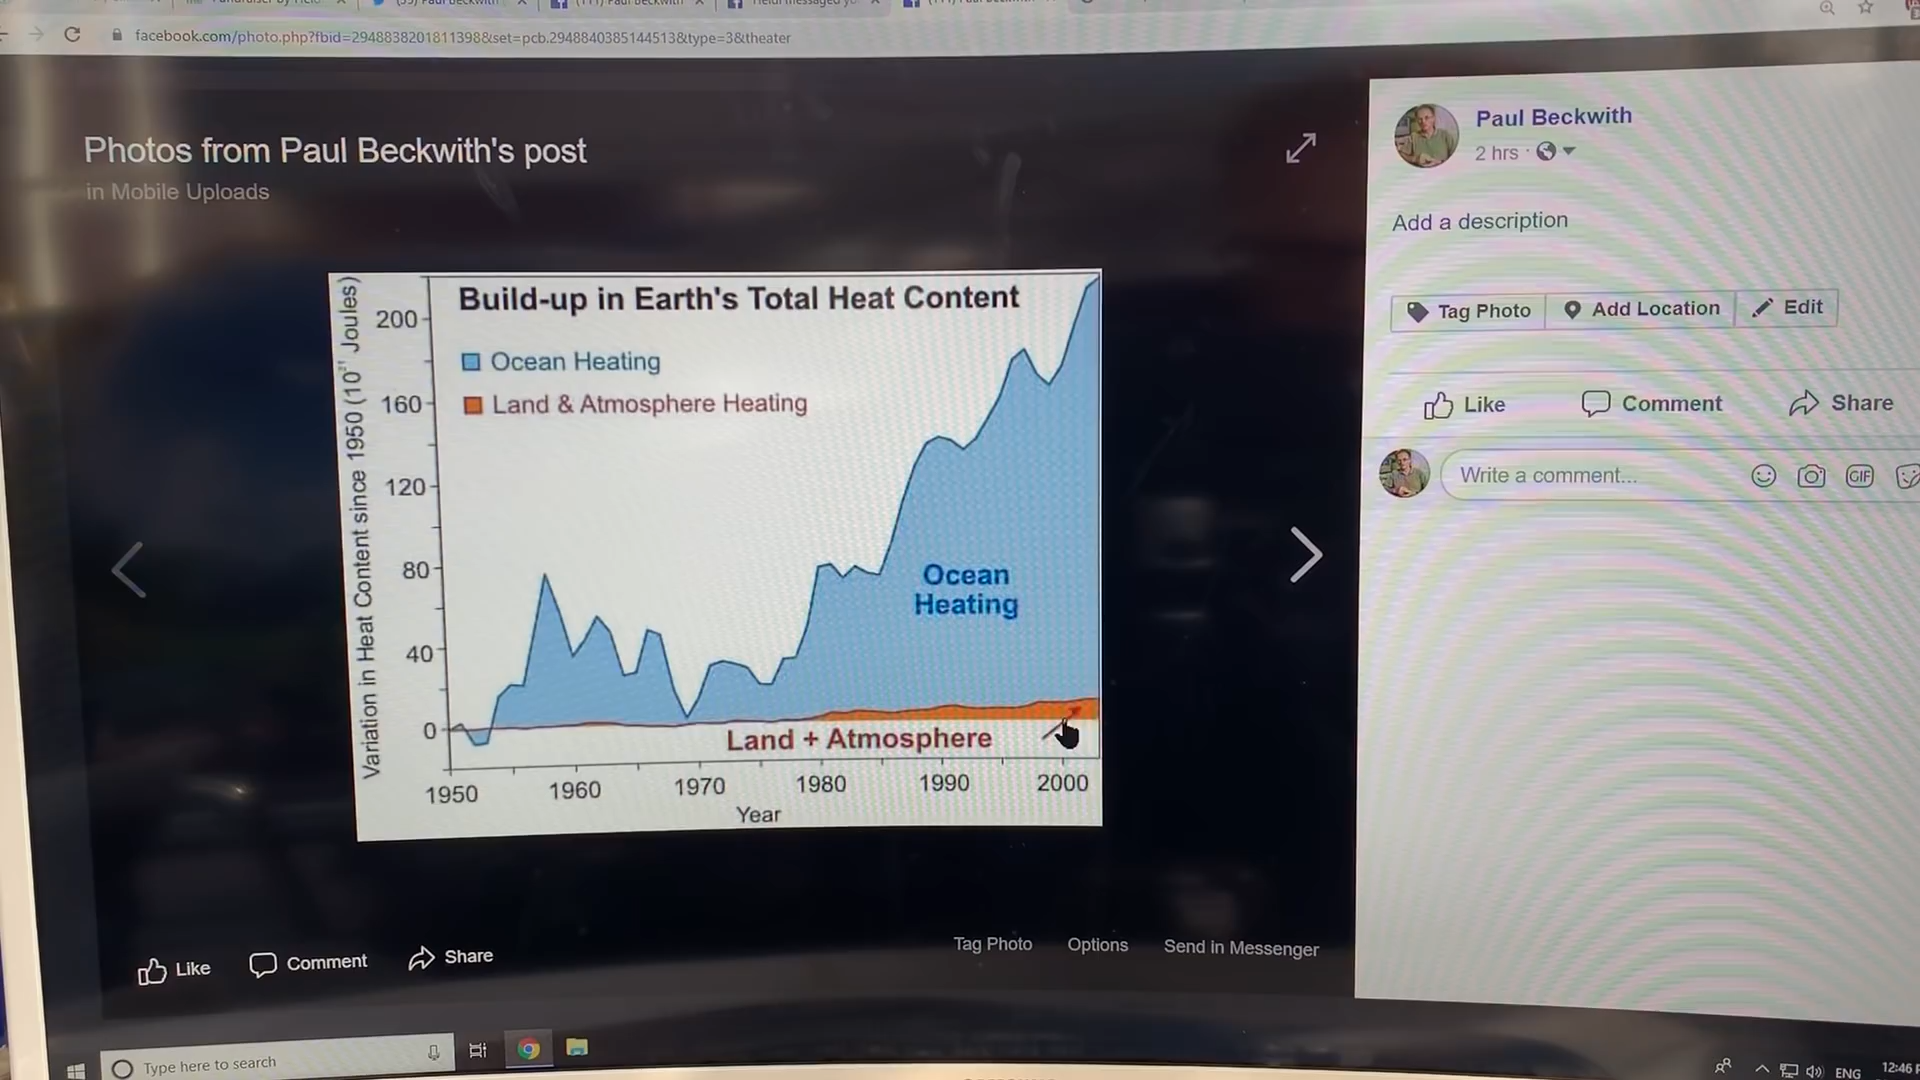 facebook.com/photo.php?fbid=2948838201811398&set=pcb.2948840385144513&type=3&theater
Photos from Paul Beckwith's post
in Mobile Uploads
Build-up in Earth's Total Heat Content
Ocean Heating
Land & Atmosphere Heating
Variation in Heat Content since 1950 (10²¹ Joules)
200
160
120
80
40
0
Ocean
Heating
Land + Atmosphere
1950 1960 1970 1980 1990 2000
Year
Like Comment Share
Tag Photo Options Send in Messenger
Paul Beckwith
2 hrs
Add a description
Tag Photo Add Location Edit
Like Comment Share
Write a comment...
GIF
Type here to search
ENG
12:46